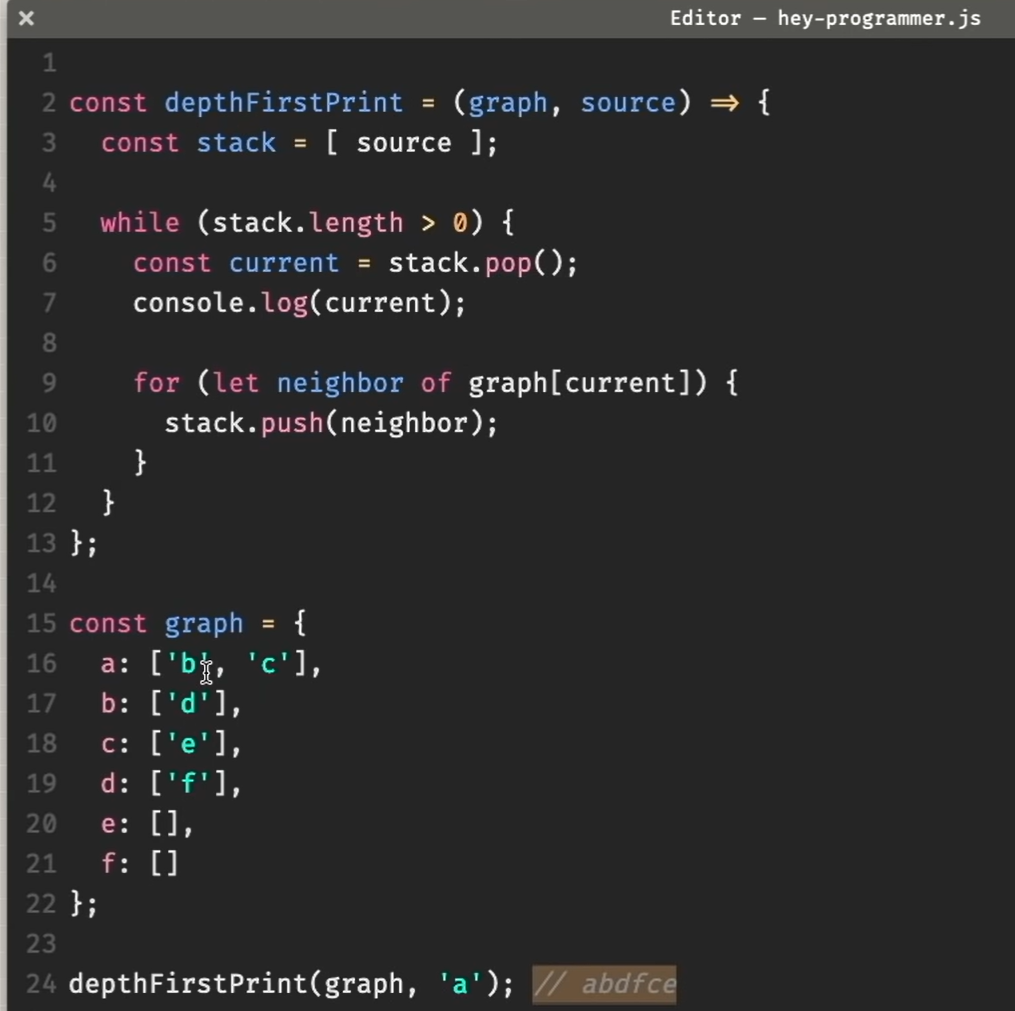 Editor — hey-programmer.js
1
2 const depthFirstPrint = (graph, source) => {
3   const stack = [ source ];
4
5   while (stack.length > 0) {
6     const current = stack.pop();
7     console.log(current);
8
9     for (let neighbor of graph[current]) {
10       stack.push(neighbor);
11     }
12   }
13 };
14
15 const graph = {
16   a: ['b', 'c'],
17   b: ['d'],
18   c: ['e'],
19   d: ['f'],
20   e: [],
21   f: []
22 };
23
24 depthFirstPrint(graph, 'a'); // abdfce